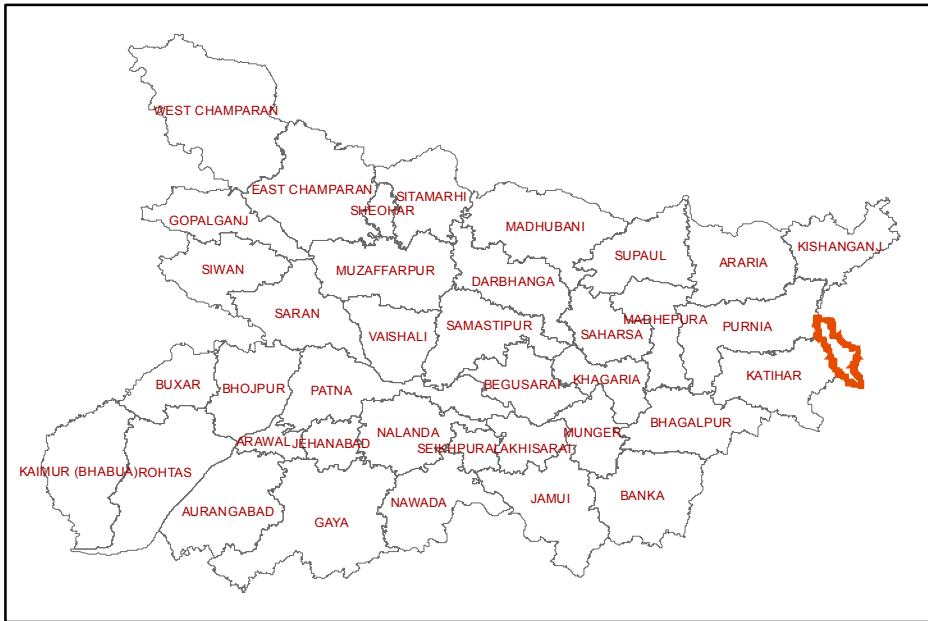 WEST CHAMPARAN
EAST CHAMPARAN
SITAMARHI
SHEOHAR
GOPALGANJ
MADHUBANI
KISHANGANJ
SUPAUL
ARARIA
SIWAN
MUZAFFARPUR
DARBHANGA
SARAN
VAISHALI
SAMASTIPUR
SAHARSA
MADHEPURA
PURNIA
BUXAR
BHOJPUR
PATNA
BEGUSARAI
KHAGARIA
KATIHAR
ARAWAL
JEHANABAD
NALANDA
SEIKHPURA
LAKHISARAI
MUNGER
BHAGALPUR
KAIMUR (BHABUA)
ROHTAS
AURANGABAD
GAYA
NAWADA
JAMUI
BANKA